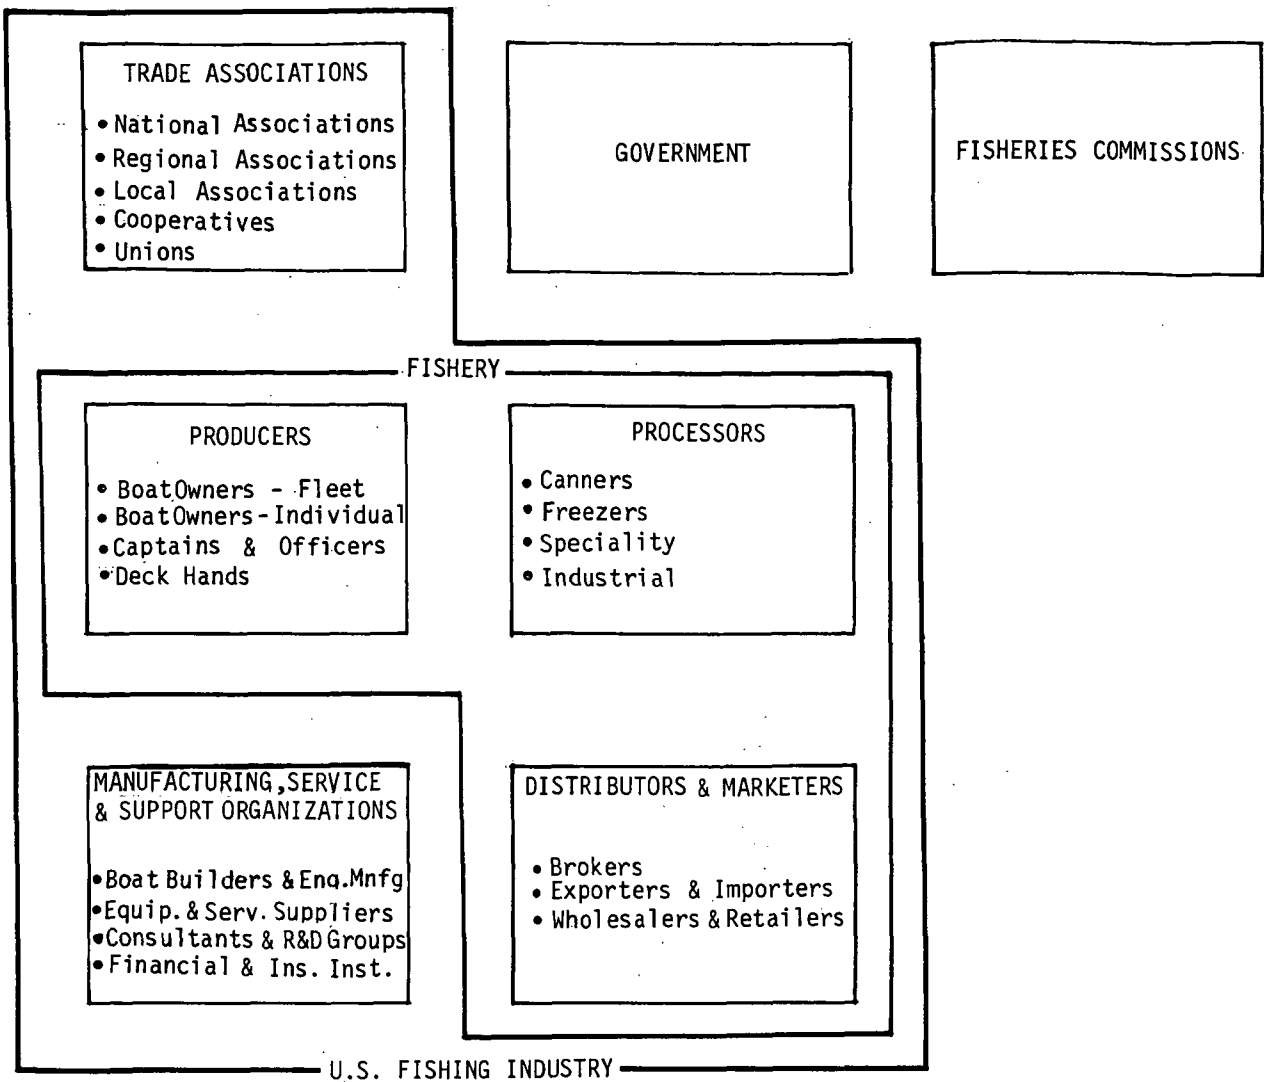 TRADE ASSOCIATIONS
• National Associations
• Regional Associations
• Local Associations
• Cooperatives
• Unions
GOVERNMENT
FISHERIES COMMISSIONS
FISHERY
PRODUCERS
• Boat Owners - Fleet
• Boat Owners - Individual
• Captains & Officers
• Deck Hands
PROCESSORS
• Canners
• Freezers
• Speciality
• Industrial
MANUFACTURING, SERVICE
& SUPPORT ORGANIZATIONS
• Boat Builders & Eng. Mnfg
• Equip. & Serv. Suppliers
• Consultants & R&D Groups
• Financial & Ins. Inst.
DISTRIBUTORS & MARKETERS
• Brokers
• Exporters & Importers
• Wholesalers & Retailers
U.S. FISHING INDUSTRY